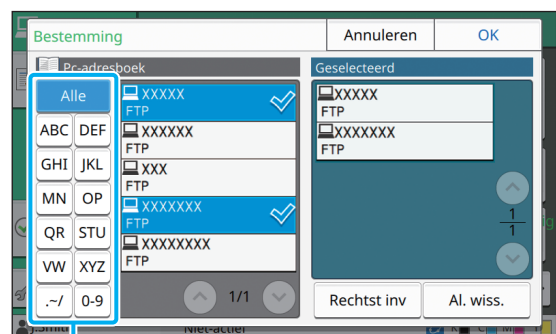 Bestemming
Annuleren
OK
Pc-adresboek
Geselecteerd
Alle
ABC DEF
GHI JKL
MN OP
QR STU
VW XYZ
.~/ 0-9
XXXXX
FTP
XXXXXX
FTP
XXX
FTP
XXXXXXX
FTP
XXXXXXXX
FTP
1/1
XXXXX
FTP
XXXXXXX
FTP
1
1
Rechtst inv
Al. wiss.
J.Smith
Niet-actief
K C M Y